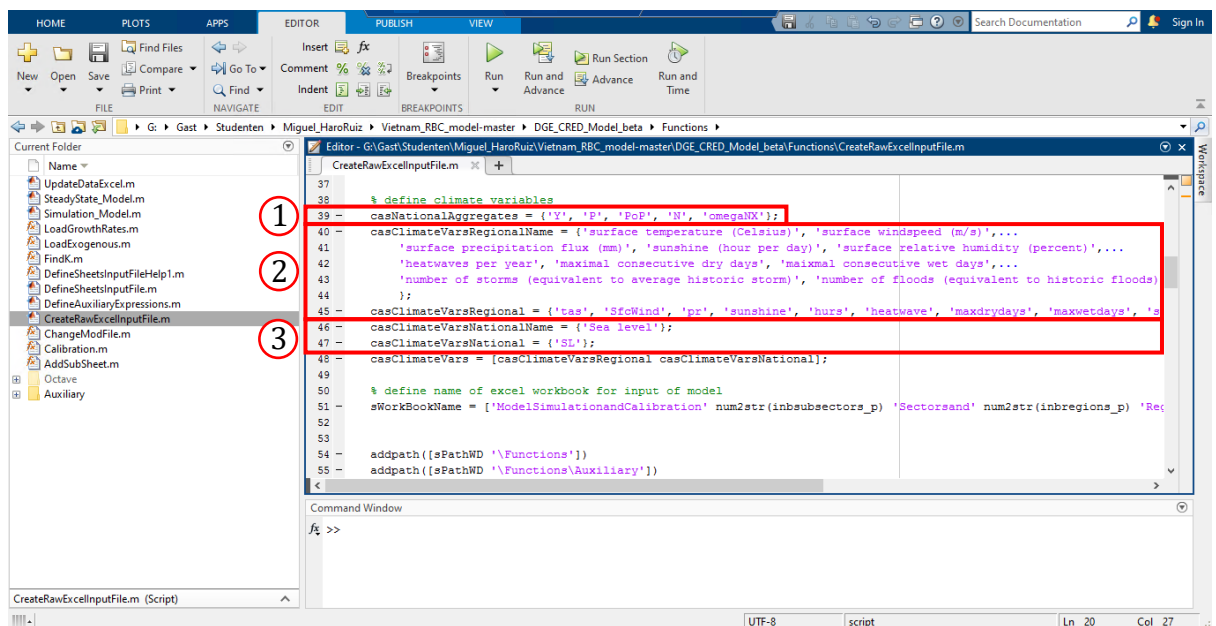 HOME PLOTS APPS EDITOR PUBLISH VIEW Search Documentation Sign In
Find Files Insert fx Run Section
New Open Save Compare Go To Comment Breakpoints Run Run and Advance Advance Run and Time
Print Find Indent
FILE NAVIGATE EDIT BREAKPOINTS RUN
G: Gast Studenten Miguel_HaroRuiz Vietnam_RBC_model-master DGE_CRED_Model_beta Functions
Current Folder
Name
UpdateDataExcel.m
SteadyState_Model.m
Simulation_Model.m
LoadGrowthRates.m
LoadExogenous.m
FindK.m
DefineSheetsInputFileHelp1.m
DefineSheetsInputFile.m
DefineAuxiliaryExpressions.m
CreateRawExcelInputFile.m
ChangeModFile.m
Calibration.m
AddSubSheet.m
Octave
Auxiliary
CreateRawExcelInputFile.m (Script)
Editor - G:\Gast\Studenten\Miguel_HaroRuiz\Vietnam_RBC_model-master\DGE_CRED_Model_beta\Functions\CreateRawExcelInputFile.m
CreateRawExcelInputFile.m
Workspace
37
38 % define climate variables
1
39 – casNationalAggregates = {'Y', 'P', 'PoP', 'N', 'omegaNX'};
2
40 – casClimateVarsRegionalName = {'surface temperature (Celsius)', 'surface windspeed (m/s)',...
41 'surface precipitation flux (mm)', 'sunshine (hour per day)', 'surface relative humidity (percent)',...
42 'heatwaves per year', 'maximal consecutive dry days', 'maixmal consecutive wet days',...
43 'number of storms (equivalent to average historic storm)', 'number of floods (equivalent to historic floods)
44 };
45 – casClimateVarsRegional = {'tas', 'SfcWind', 'pr', 'sunshine', 'hurs', 'heatwave', 'maxdrydays', 'maxwetdays', 's
3
46 – casClimateVarsNationalName = {'Sea level'};
47 – casClimateVarsNational = {'SL'};
48 – casClimateVars = [casClimateVarsRegional casClimateVarsNational];
49
50 % define name of excel workbook for input of model
51 – sWorkBookName = ['ModelSimulationandCalibration' num2str(inbsubsectors_p) 'Sectorsand' num2str(inbregions_p) 'Reg
52
53
54 – addpath([sPathWD '\Functions'])
55 – addpath([sPathWD '\Functions\Auxiliary'])
Command Window
fx >>
UTF-8 script Ln 20 Col 27